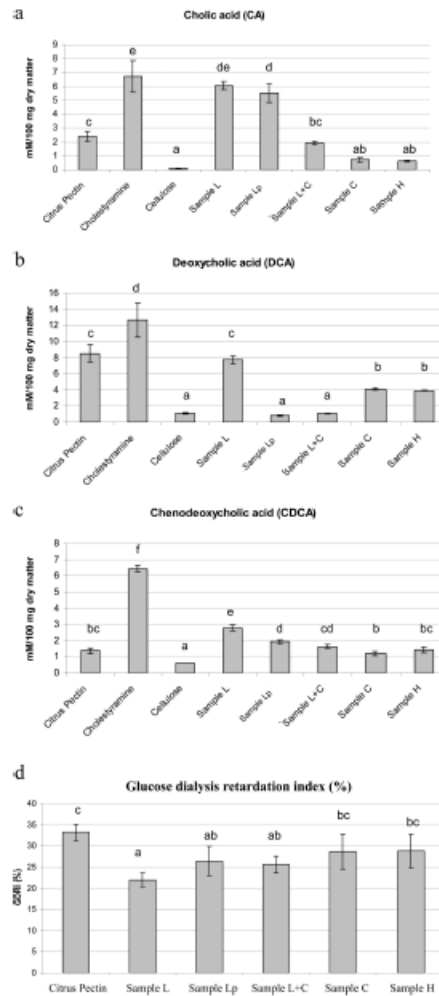 a
Cholic acid (CA)
mM/100 mg dry matter
9
8
7
6
5
4
3
2
1
0
c
e
a
de
d
bc
ab
ab
Citrus Pectin
Cholestyramine
Cellulose
Sample L
Sample Lp
Sample L+C
Sample C
Sample H
b
Deoxycholic acid (DCA)
mM/100 mg dry matter
16
14
12
10
8
6
4
2
0
c
d
a
c
a
a
b
b
Citrus Pectin
Cholestyramine
Cellulose
Sample L
Sample Lp
Sample L+C
Sample C
Sample H
c
Chenodeoxycholic acid (CDCA)
mM/100 mg dry matter
8
7
6
5
4
3
2
1
0
bc
f
a
e
d
cd
b
bc
Citrus Pectin
Cholestyramine
Cellulose
Sample L
Sample Lp
Sample L+C
Sample C
Sample H
d
Glucose dialysis retardation index (%)
GDRI (%)
40
35
30
25
20
15
10
5
0
c
a
ab
ab
bc
bc
Citrus Pectin
Sample L
Sample Lp
Sample L+C
Sample C
Sample H